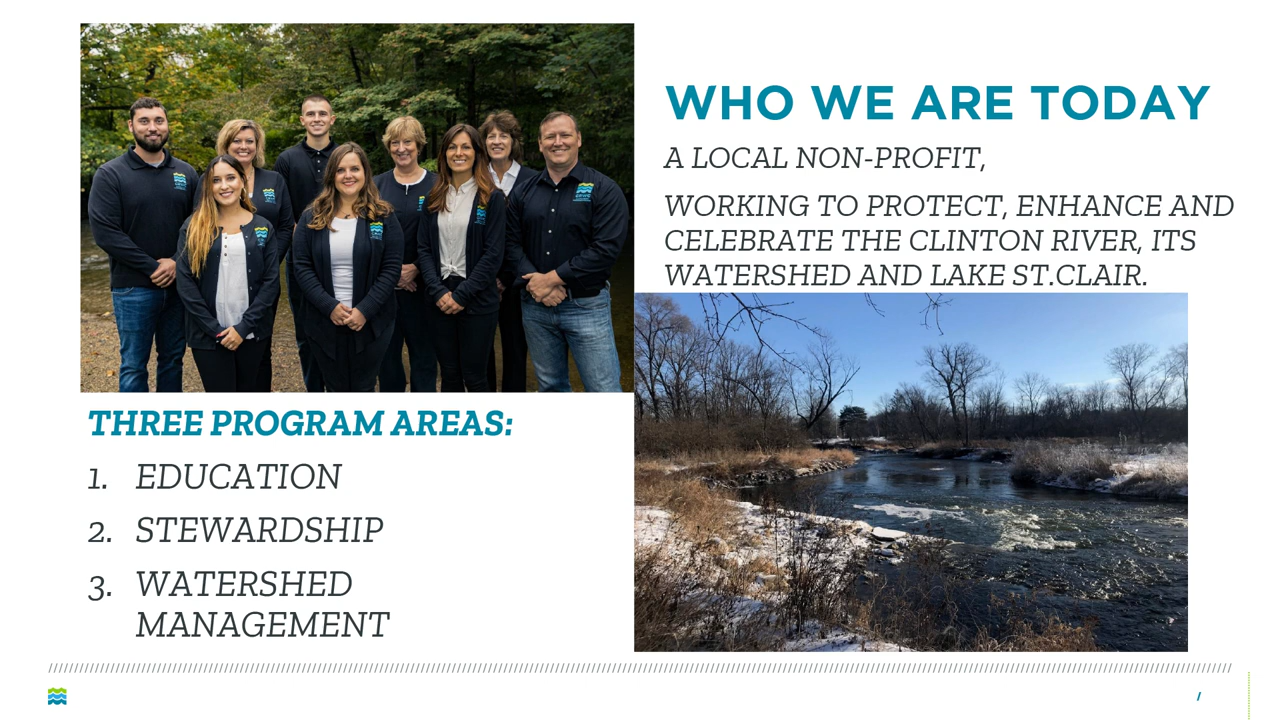 WHO WE ARE TODAY
A LOCAL NON-PROFIT,
WORKING TO PROTECT, ENHANCE AND
CELEBRATE THE CLINTON RIVER, ITS
WATERSHED AND LAKE ST.CLAIR.
THREE PROGRAM AREAS:
1. EDUCATION
2. STEWARDSHIP
3. WATERSHED
MANAGEMENT
/